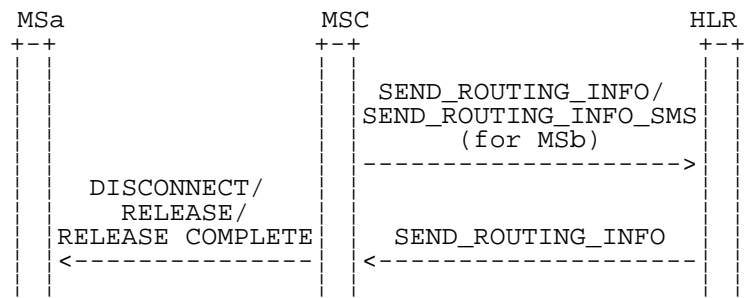 MSa MSC HLR
SEND_ROUTING_INFO/
SEND_ROUTING_INFO_SMS
(for MSb)
DISCONNECT/
RELEASE/
RELEASE COMPLETE
SEND_ROUTING_INFO